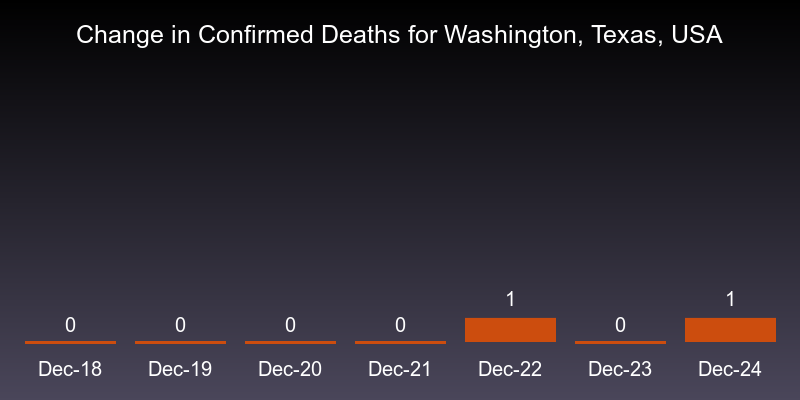 Change in Confirmed Deaths for Washington, Texas, USA
0 0 0 0 1 0 1
Dec-18 Dec-19 Dec-20 Dec-21 Dec-22 Dec-23 Dec-24